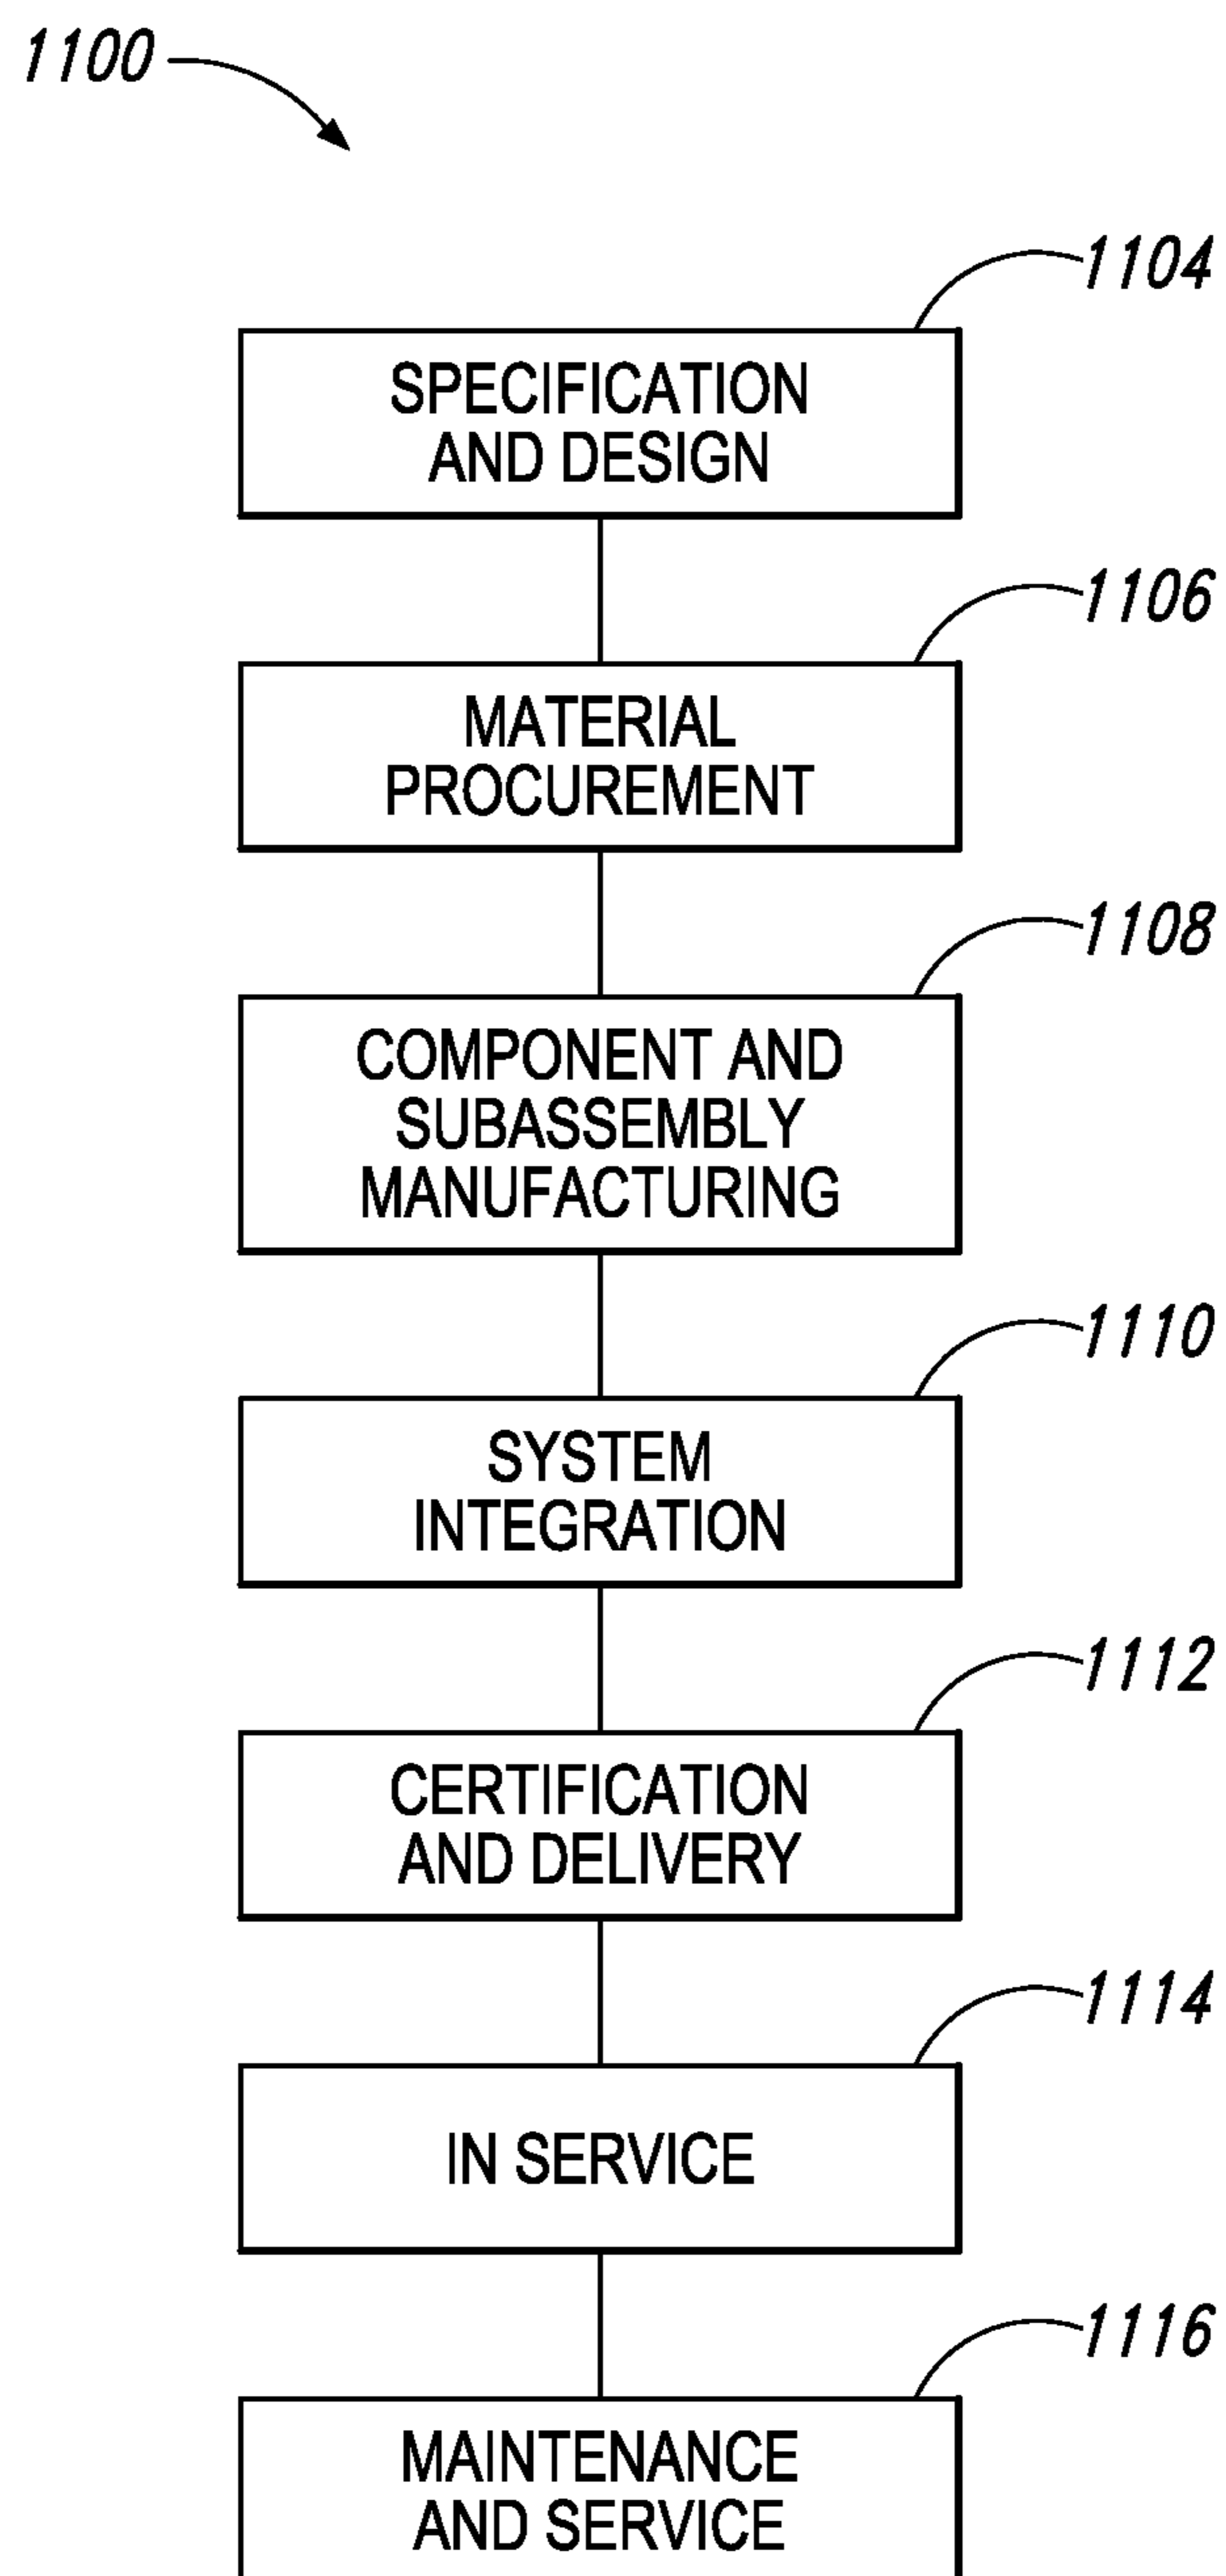 1100
1104
SPECIFICATION
AND DESIGN
1106
MATERIAL
PROCUREMENT
1108
COMPONENT AND
SUBASSEMBLY
MANUFACTURING
1110
SYSTEM
INTEGRATION
1112
CERTIFICATION
AND DELIVERY
1114
IN SERVICE
1116
MAINTENANCE
AND SERVICE